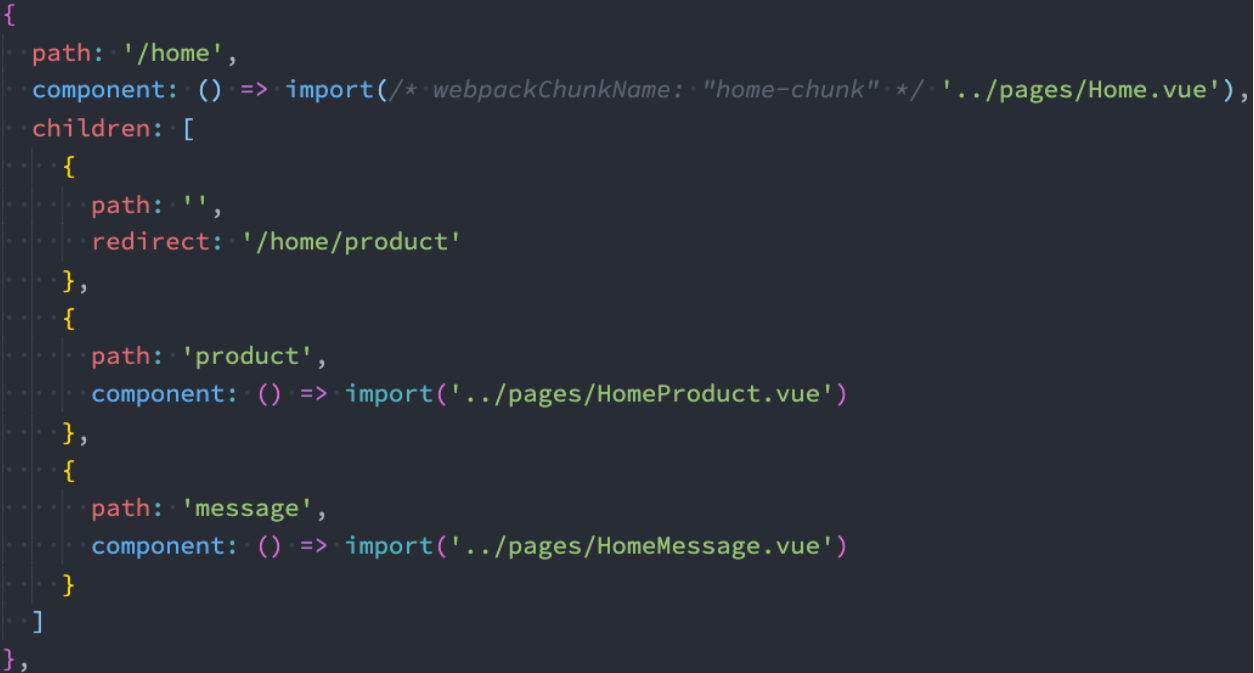 {
  path: '/home',
  component: () => import(/* webpackChunkName: "home-chunk" */ '../pages/Home.vue'),
  children: [
    {
      path: '',
      redirect: '/home/product'
    },
    {
      path: 'product',
      component: () => import('../pages/HomeProduct.vue')
    },
    {
      path: 'message',
      component: () => import('../pages/HomeMessage.vue')
    }
  ]
},